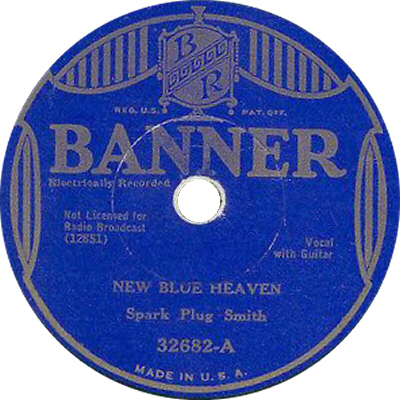 B
R
REG. U.S. PAT. OFF.
BANNER
Electrically Recorded
Not Licensed for
Radio Broadcast
(12851)
Vocal
with Guitar
NEW BLUE HEAVEN
Spark Plug Smith
32682-A
MADE IN U.S.A.